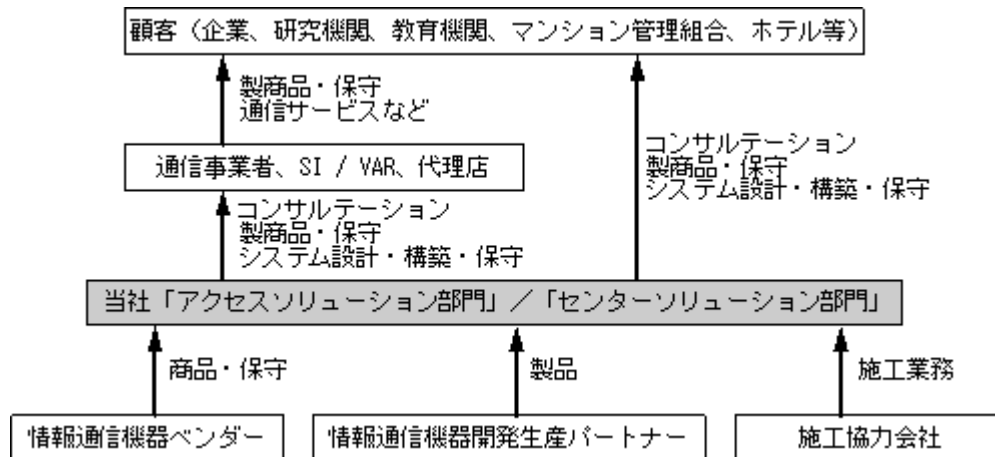 顧客（企業、研究機関、教育機関、マンション管理組合、ホテル等）
製商品・保守
通信サービスなど
コンサルテーション
製商品・保守
システム設計・構築・保守
通信事業者、SI / VAR、代理店
コンサルテーション
製商品・保守
システム設計・構築・保守
当社「アクセスソリューション部門」／「センターソリューション部門」
商品・保守
製品
施工業務
情報通信機器ベンダー
情報通信機器開発生産パートナー
施工協力会社